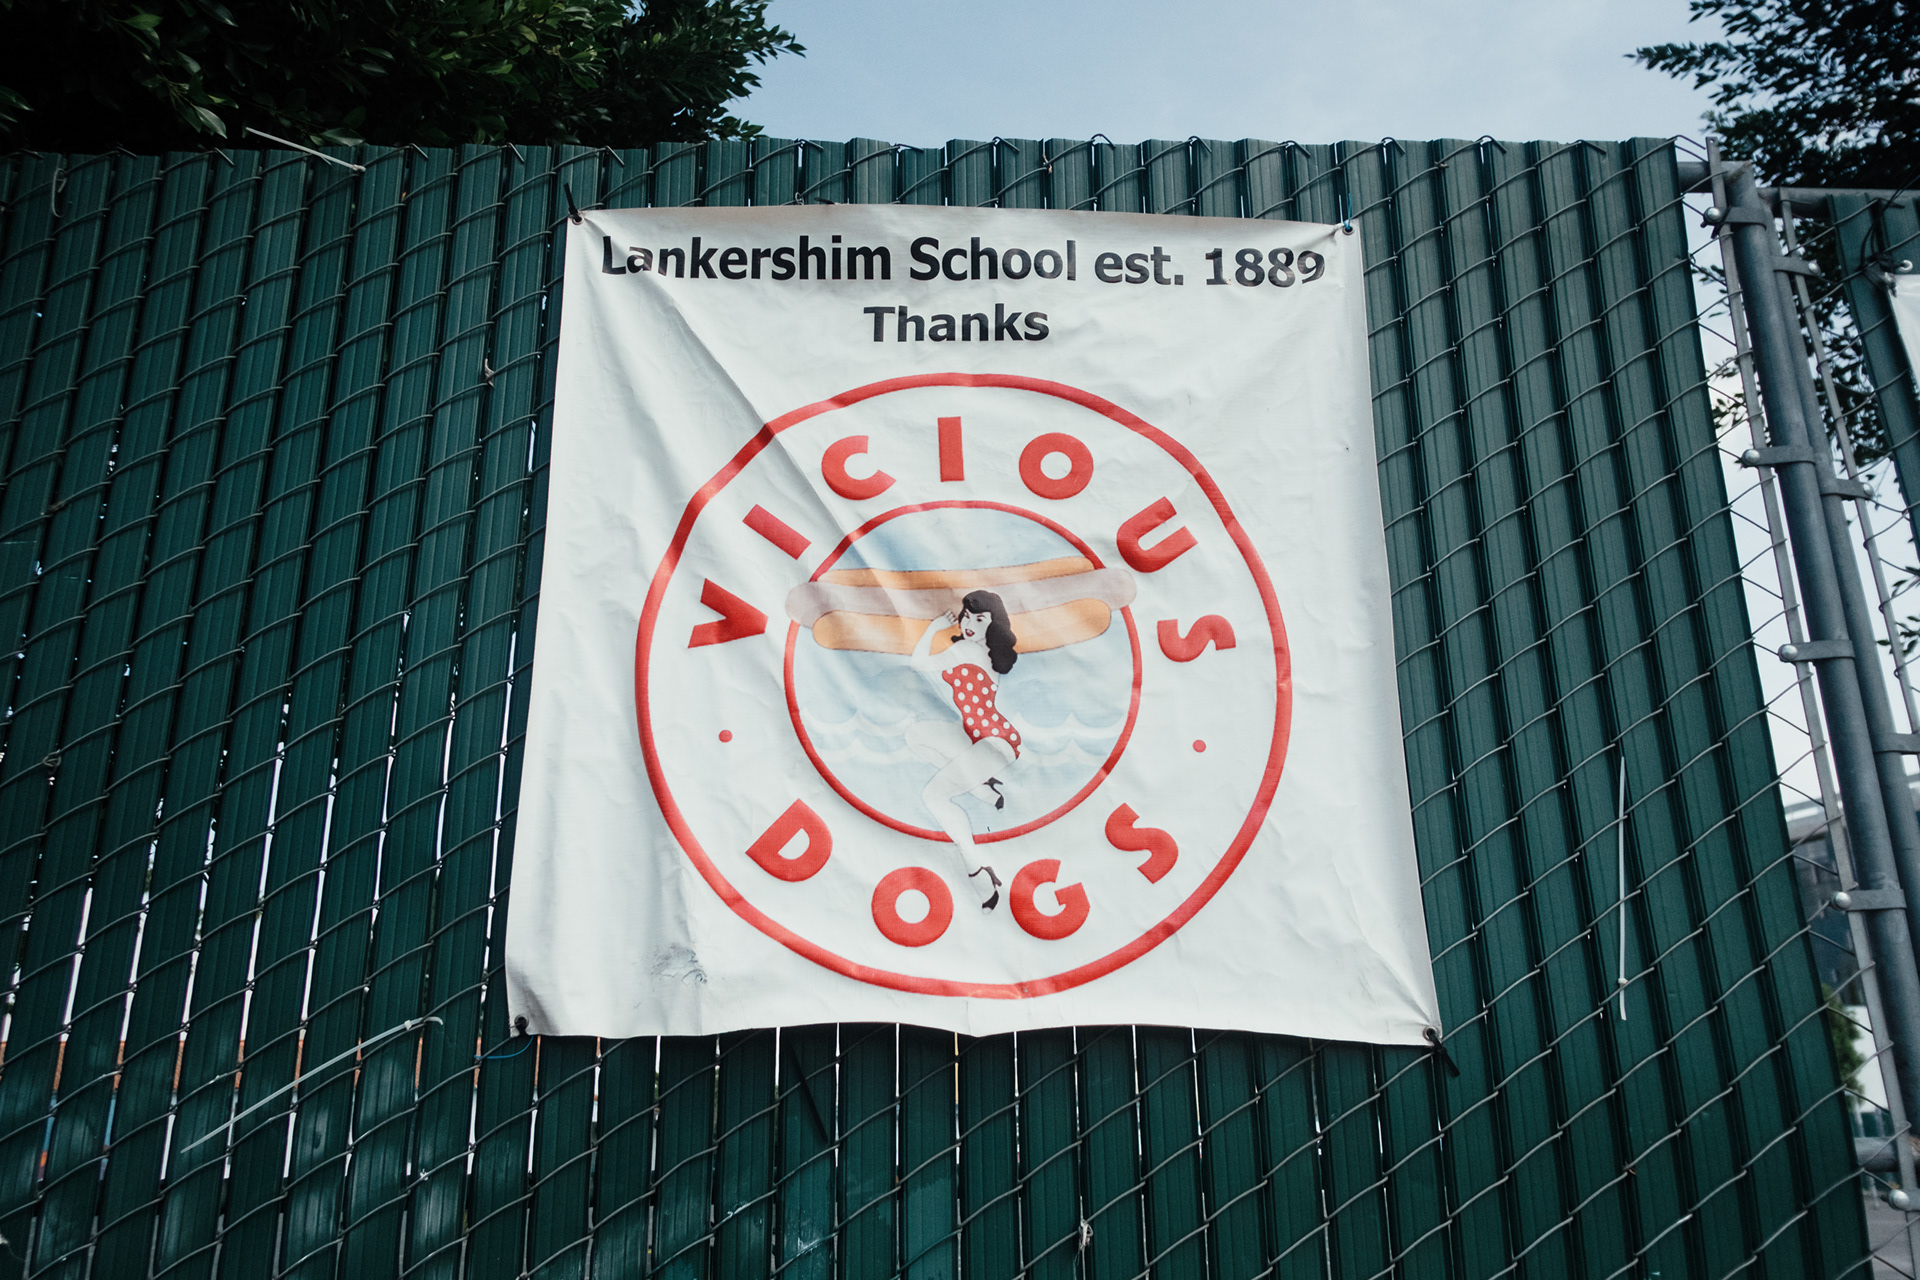 Lankershim School est. 1889
Thanks
VICIOUS
DOGS